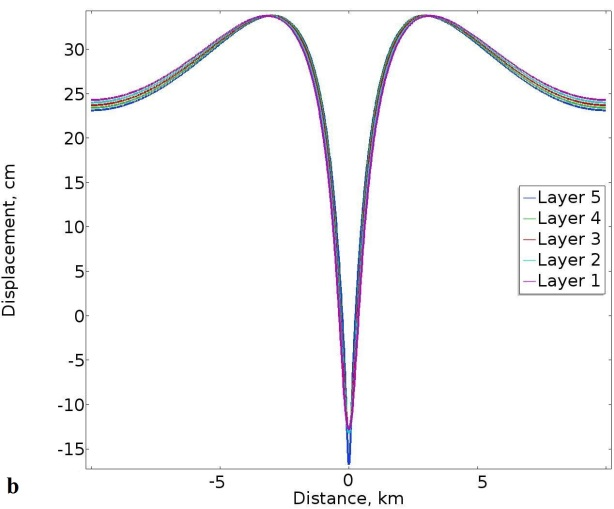 Displacement, cm
30
25
20
15
10
5
0
-5
-10
-15
Layer 5
Layer 4
Layer 3
Layer 2
Layer 1
-5 0 5
Distance, km
b